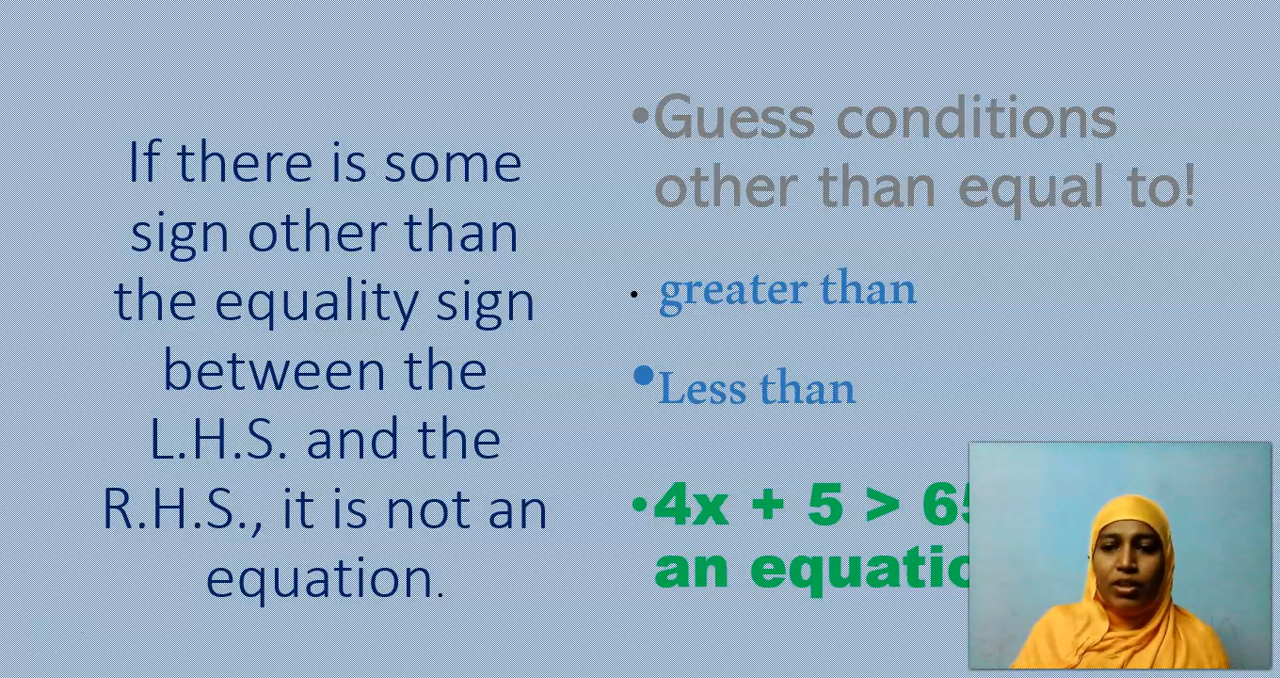 If there is some
sign other than
the equality sign
between the
L.H.S. and the
R.H.S., it is not an
equation.
•Guess conditions
other than equal to!
• greater than
•Less than
•4x + 5 > 65
an